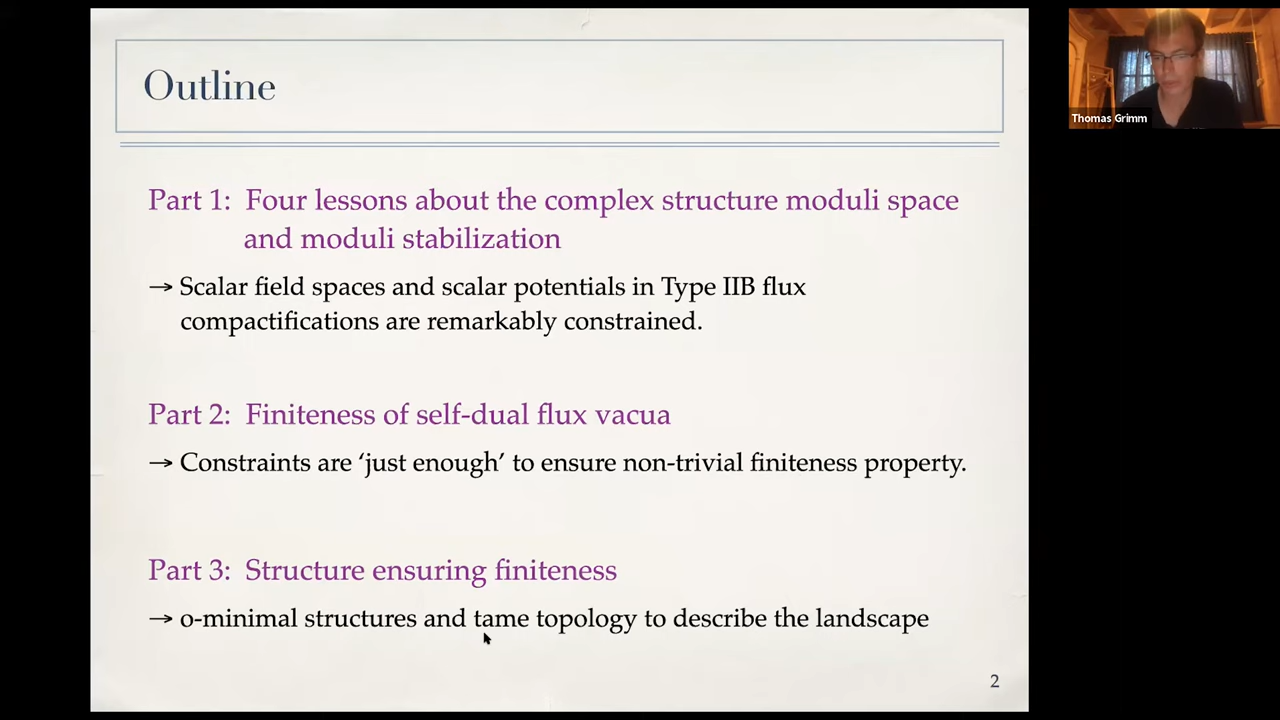 Outline
Part 1: Four lessons about the complex structure moduli space
and moduli stabilization
→ Scalar field spaces and scalar potentials in Type IIB flux
compactifications are remarkably constrained.
Part 2: Finiteness of self-dual flux vacua
→ Constraints are ‘just enough’ to ensure non-trivial finiteness property.
Part 3: Structure ensuring finiteness
→ o-minimal structures and tame topology to describe the landscape
2
Thomas Grimm